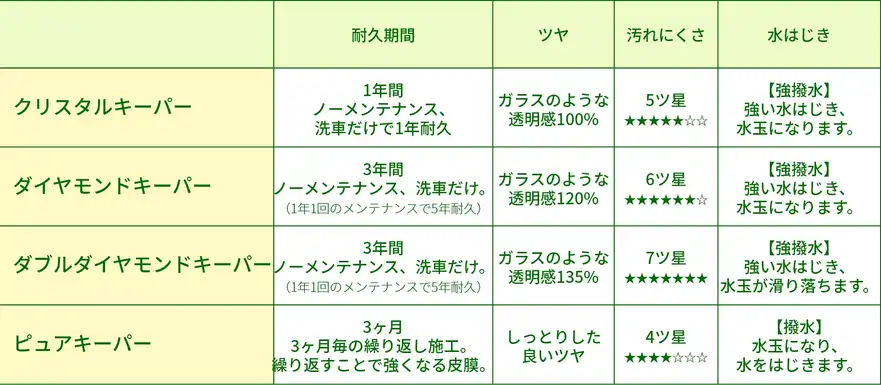 耐久期間 ツヤ 汚れにくさ 水はじき
クリスタルキーパー
1年間
ノーメンテナンス、
洗車だけで1年耐久
ガラスのような
透明感100%
5ツ星
★★★★★☆☆
【強撥水】
強い水はじき、
水玉になります。
ダイヤモンドキーパー
3年間
ノーメンテナンス、洗車だけ。
（1年1回のメンテナンスで5年耐久）
ガラスのような
透明感120%
6ツ星
★★★★★★☆
【強撥水】
強い水はじき、
水玉になります。
ダブルダイヤモンドキーパー
3年間
ノーメンテナンス、洗車だけ。
（1年1回のメンテナンスで5年耐久）
ガラスのような
透明感135%
7ツ星
★★★★★★★
【強撥水】
強い水はじき、
水玉が滑り落ちます。
ピュアキーパー
3ヶ月
3ヶ月毎の繰り返し施工。
繰り返すことで強くなる皮膜。
しっとりした
良いツヤ
4ツ星
★★★★☆☆☆
【撥水】
水玉になり、
水をはじきます。